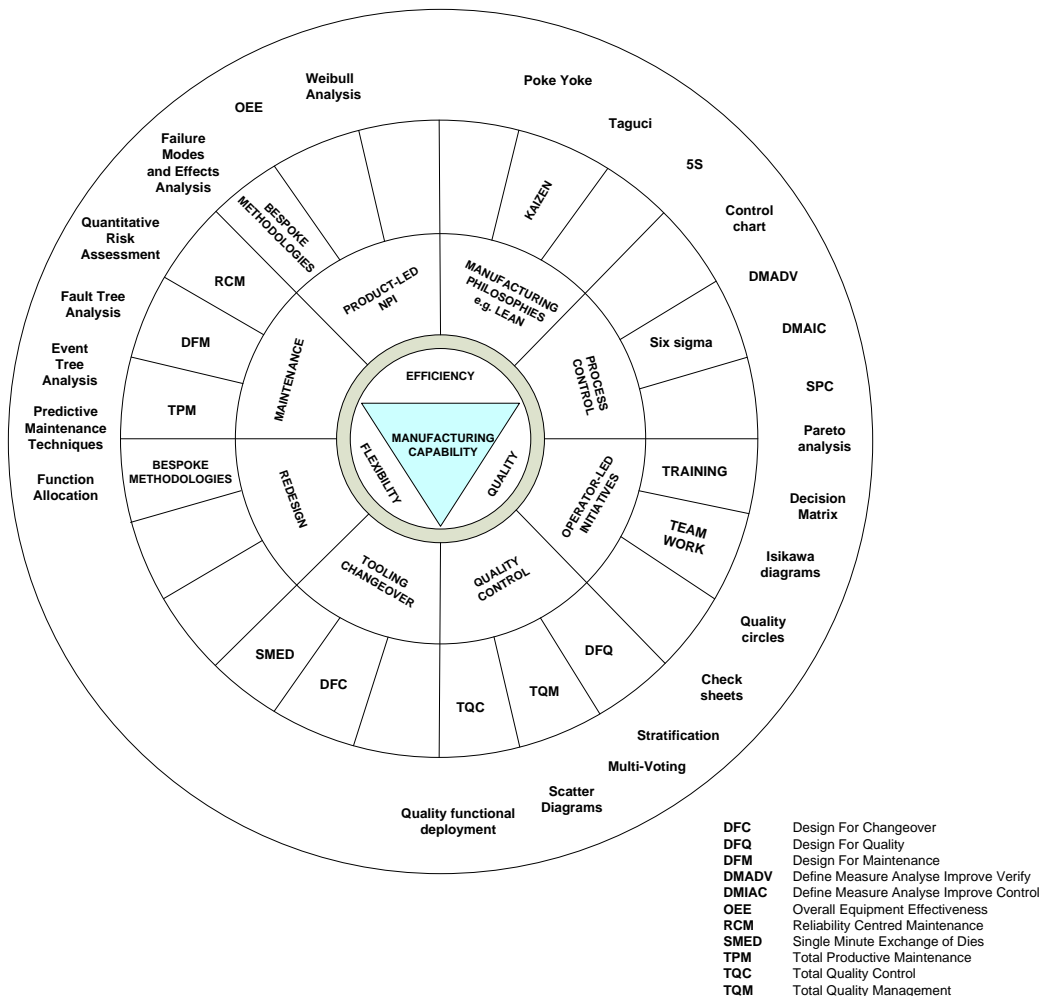 Weibull
Analysis
OEE
Failure
Modes
and Effects
Analysis
Quantitative
Risk
Assessment
Fault Tree
Analysis
Event
Tree
Analysis
Predictive
Maintenance
Techniques
Function
Allocation
Poke Yoke
Taguci
5S
Control
chart
DMADV
DMAIC
SPC
Pareto
analysis
Decision
Matrix
Isikawa
diagrams
Quality
circles
Check
sheets
Stratification
Multi-Voting
Scatter
Diagrams
Quality functional
deployment
BESPOKE
METHODOLOGIES
RCM
DFM
TPM
BESPOKE
METHODOLOGIES
KAIZEN
Six sigma
TRAINING
TEAM
WORK
DFQ
TQM
TQC
DFC
SMED
PRODUCT-LED
NPI
MANUFACTURING
PHILOSOPHIES
e.g. LEAN
PROCESS
CONTROL
OPERATOR-LED
INITIATIVES
QUALITY
CONTROL
TOOLING
CHANGEOVER
REDESIGN
MAINTENANCE
EFFICIENCY
MANUFACTURING
CAPABILITY
FLEXIBILITY
QUALITY
DFC Design For Changeover
DFQ Design For Quality
DFM Design For Maintenance
DMADV Define Measure Analyse Improve Verify
DMIAC Define Measure Analyse Improve Control
OEE Overall Equipment Effectiveness
RCM Reliability Centred Maintenance
SMED Single Minute Exchange of Dies
TPM Total Productive Maintenance
TQC Total Quality Control
TQM Total Quality Management